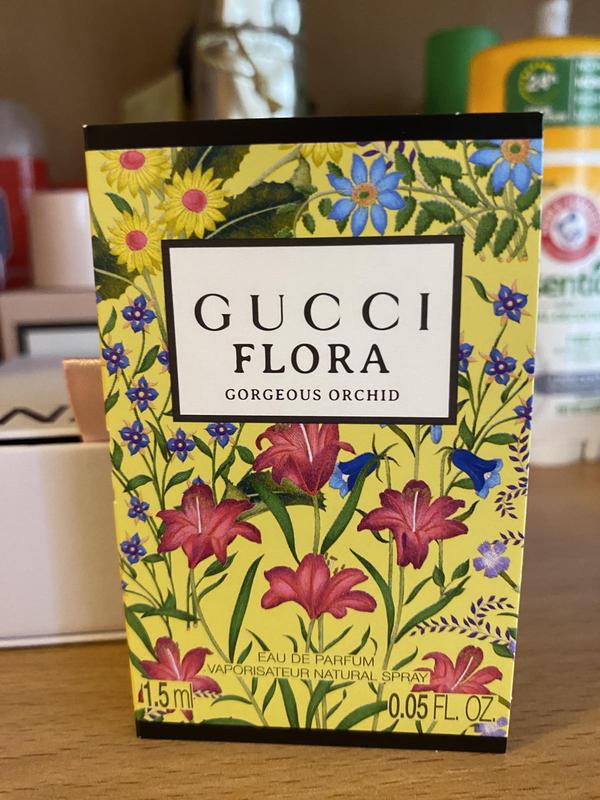 GUCCI
FLORA
GORGEOUS ORCHID
EAU DE PARFUM
VAPORISATEUR NATURAL SPRAY
1.5 ml
0.05 FL. OZ.